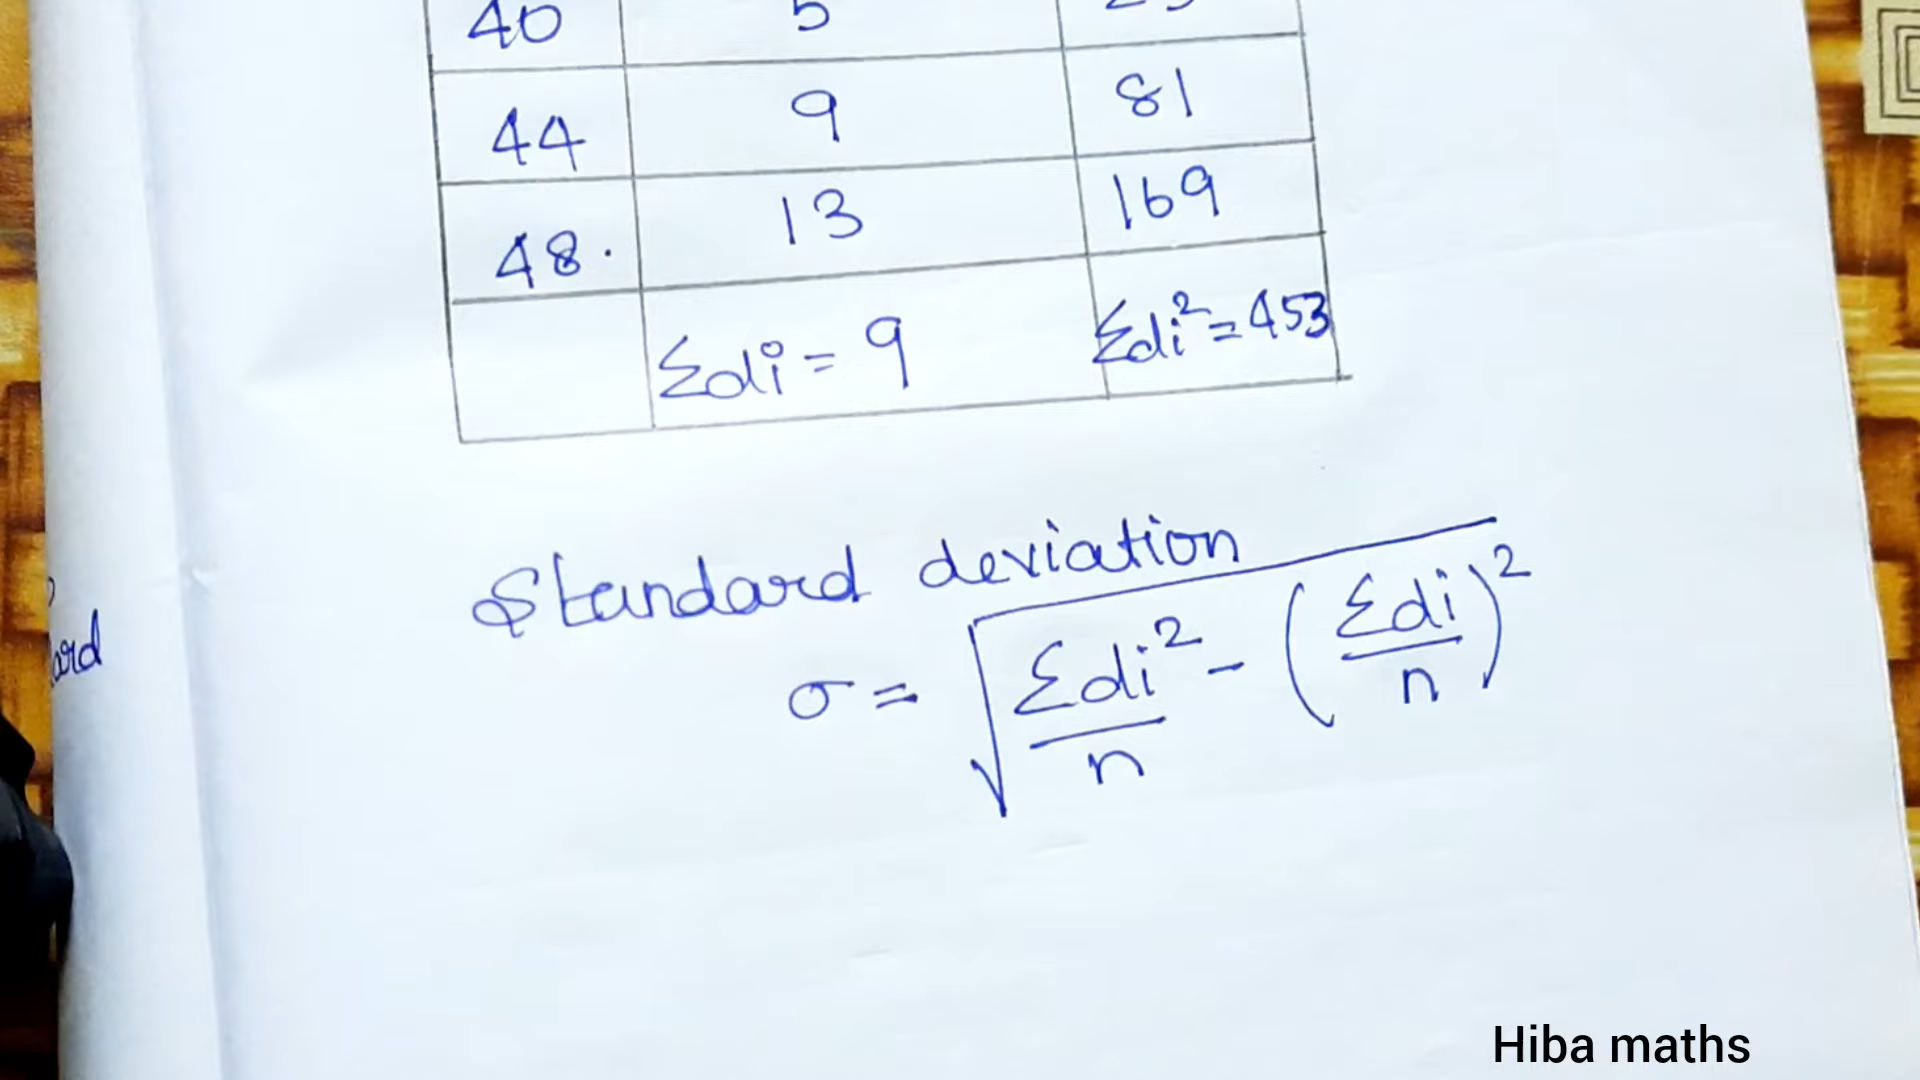 40 5 25
44 9 81
48. 13 169
Σdi = 9 Σdi² = 453
Standard deviation
σ = √ Σdi²/n - (Σdi/n)²
ard
Hiba maths